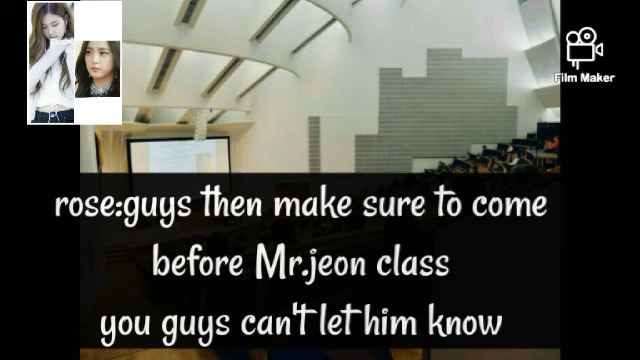 Film Maker
rose:guys then make sure to come
before Mr.jeon class
you guys can't let him know